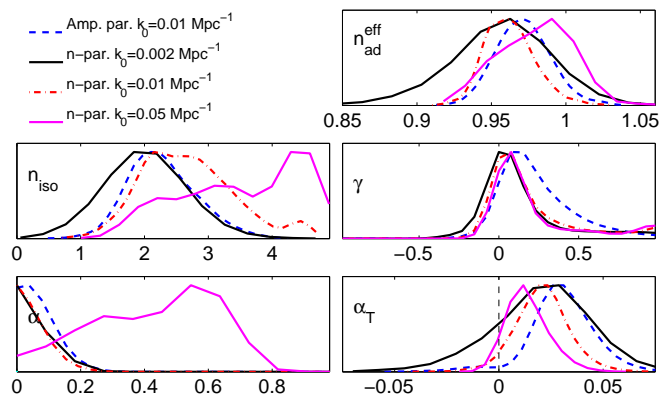 Amp. par. k₀=0.01 Mpc⁻¹
n−par. k₀=0.002 Mpc⁻¹
n−par. k₀=0.01 Mpc⁻¹
n−par. k₀=0.05 Mpc⁻¹
n_ad^eff
0.85 0.9 0.95 1 1.05
n_iso
0 1 2 3 4
γ
−0.5 0 0.5
α
0 0.2 0.4 0.6 0.8
α_T
−0.05 0 0.05